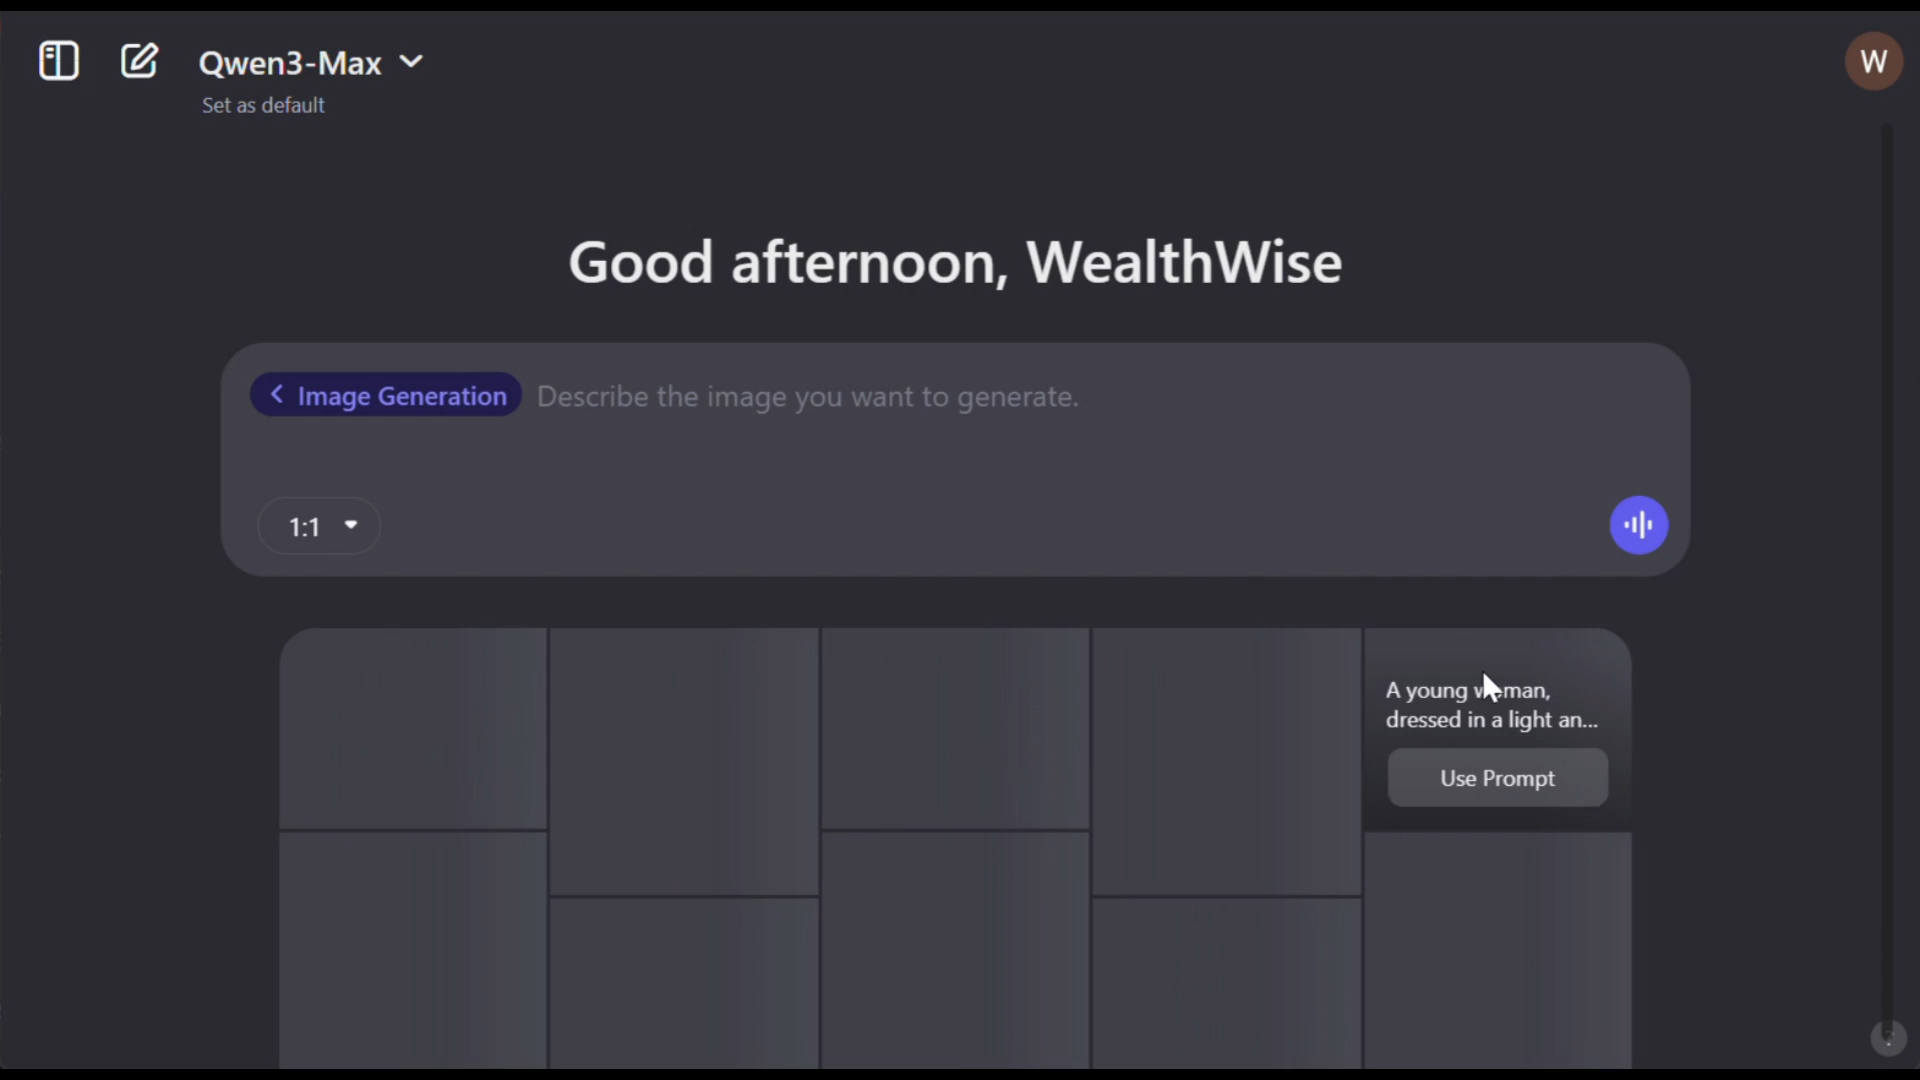 Qwen3-Max
W
Set as default
Good afternoon, WealthWise
Image Generation
Describe the image you want to generate.
1:1
A young woman,
dressed in a light an...
Use Prompt
?